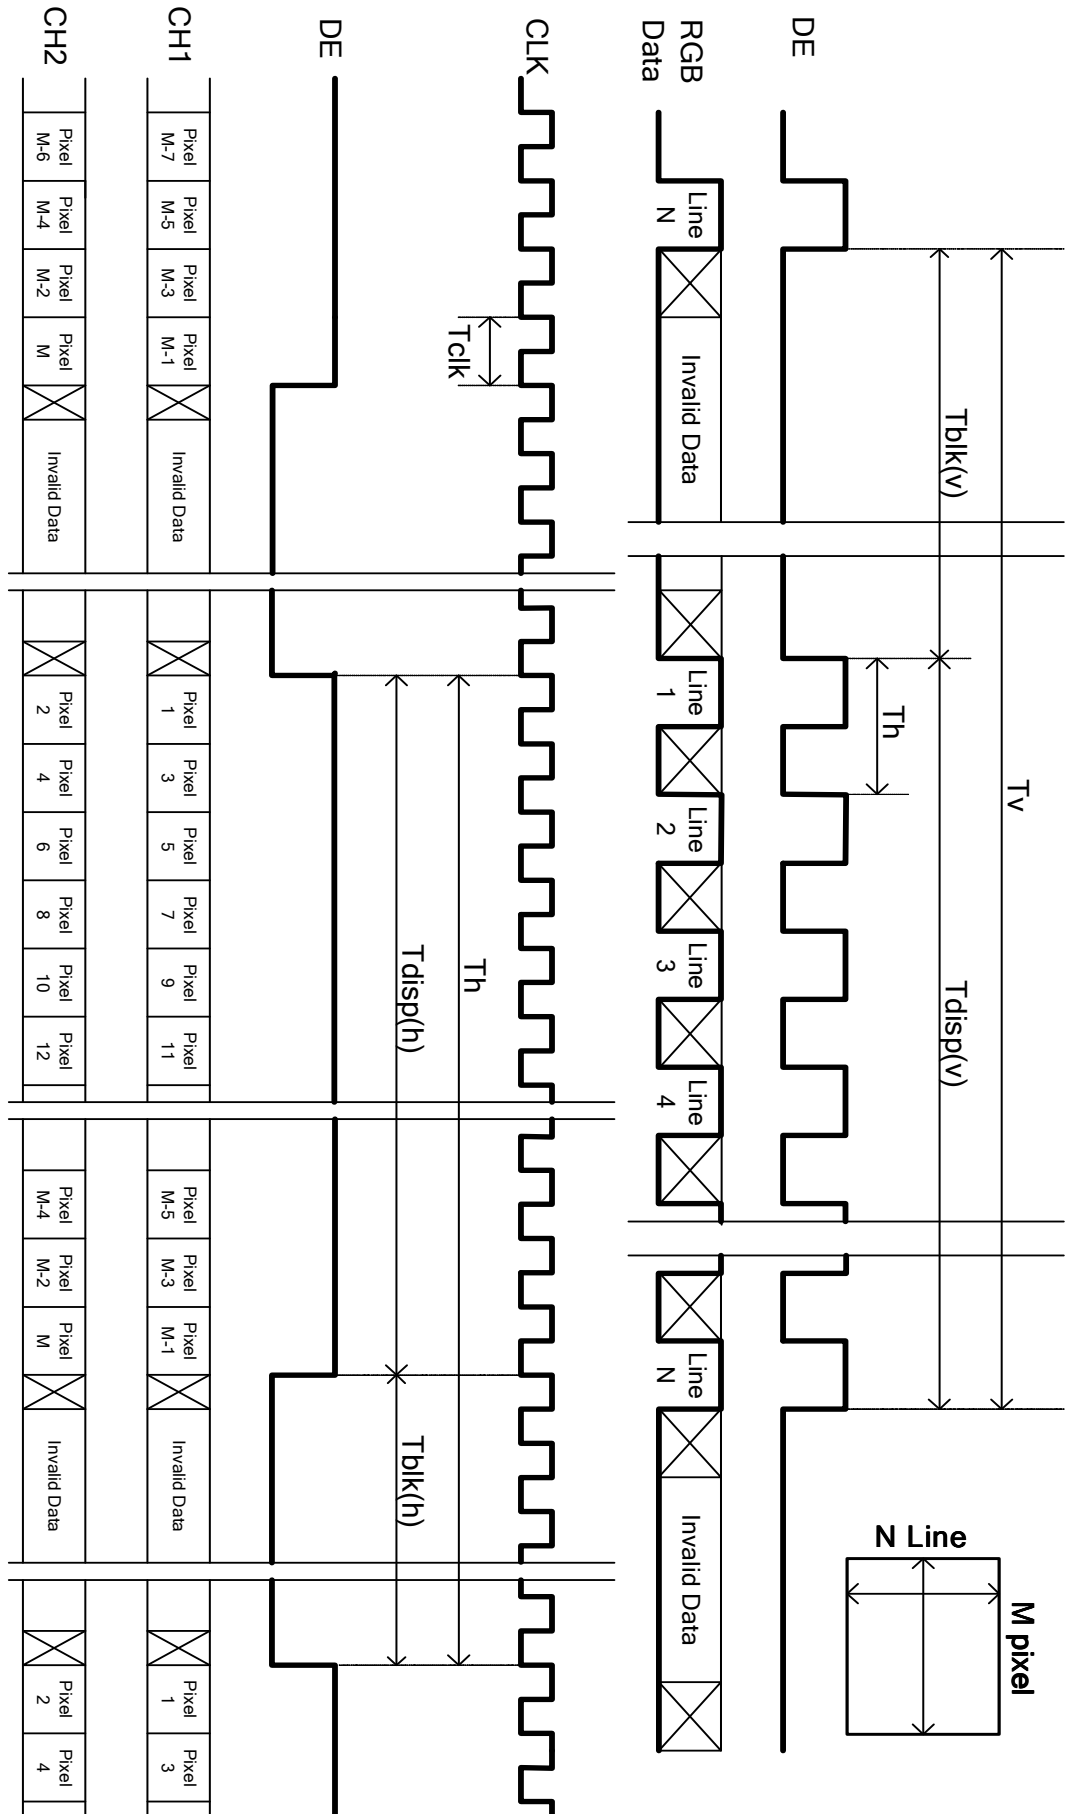 Tv
Tblk(v)
Tdisp(v)
Th
DE
RGB
Data
Line
N
Invalid Data
Line
1
Line
2
Line
3
Line
4
Line
N
Invalid Data
N Line
M pixel
CLK
Tclk
Th
Tdisp(h)
Tblk(h)
DE
CH1
Pixel
M-7
Pixel
M-5
Pixel
M-3
Pixel
M-1
Invalid Data
Pixel
1
Pixel
3
Pixel
5
Pixel
7
Pixel
9
Pixel
11
Pixel
M-5
Pixel
M-3
Pixel
M-1
Invalid Data
Pixel
1
Pixel
3
CH2
Pixel
M-6
Pixel
M-4
Pixel
M-2
Pixel
M
Invalid Data
Pixel
2
Pixel
4
Pixel
6
Pixel
8
Pixel
10
Pixel
12
Pixel
M-4
Pixel
M-2
Pixel
M
Invalid Data
Pixel
2
Pixel
4